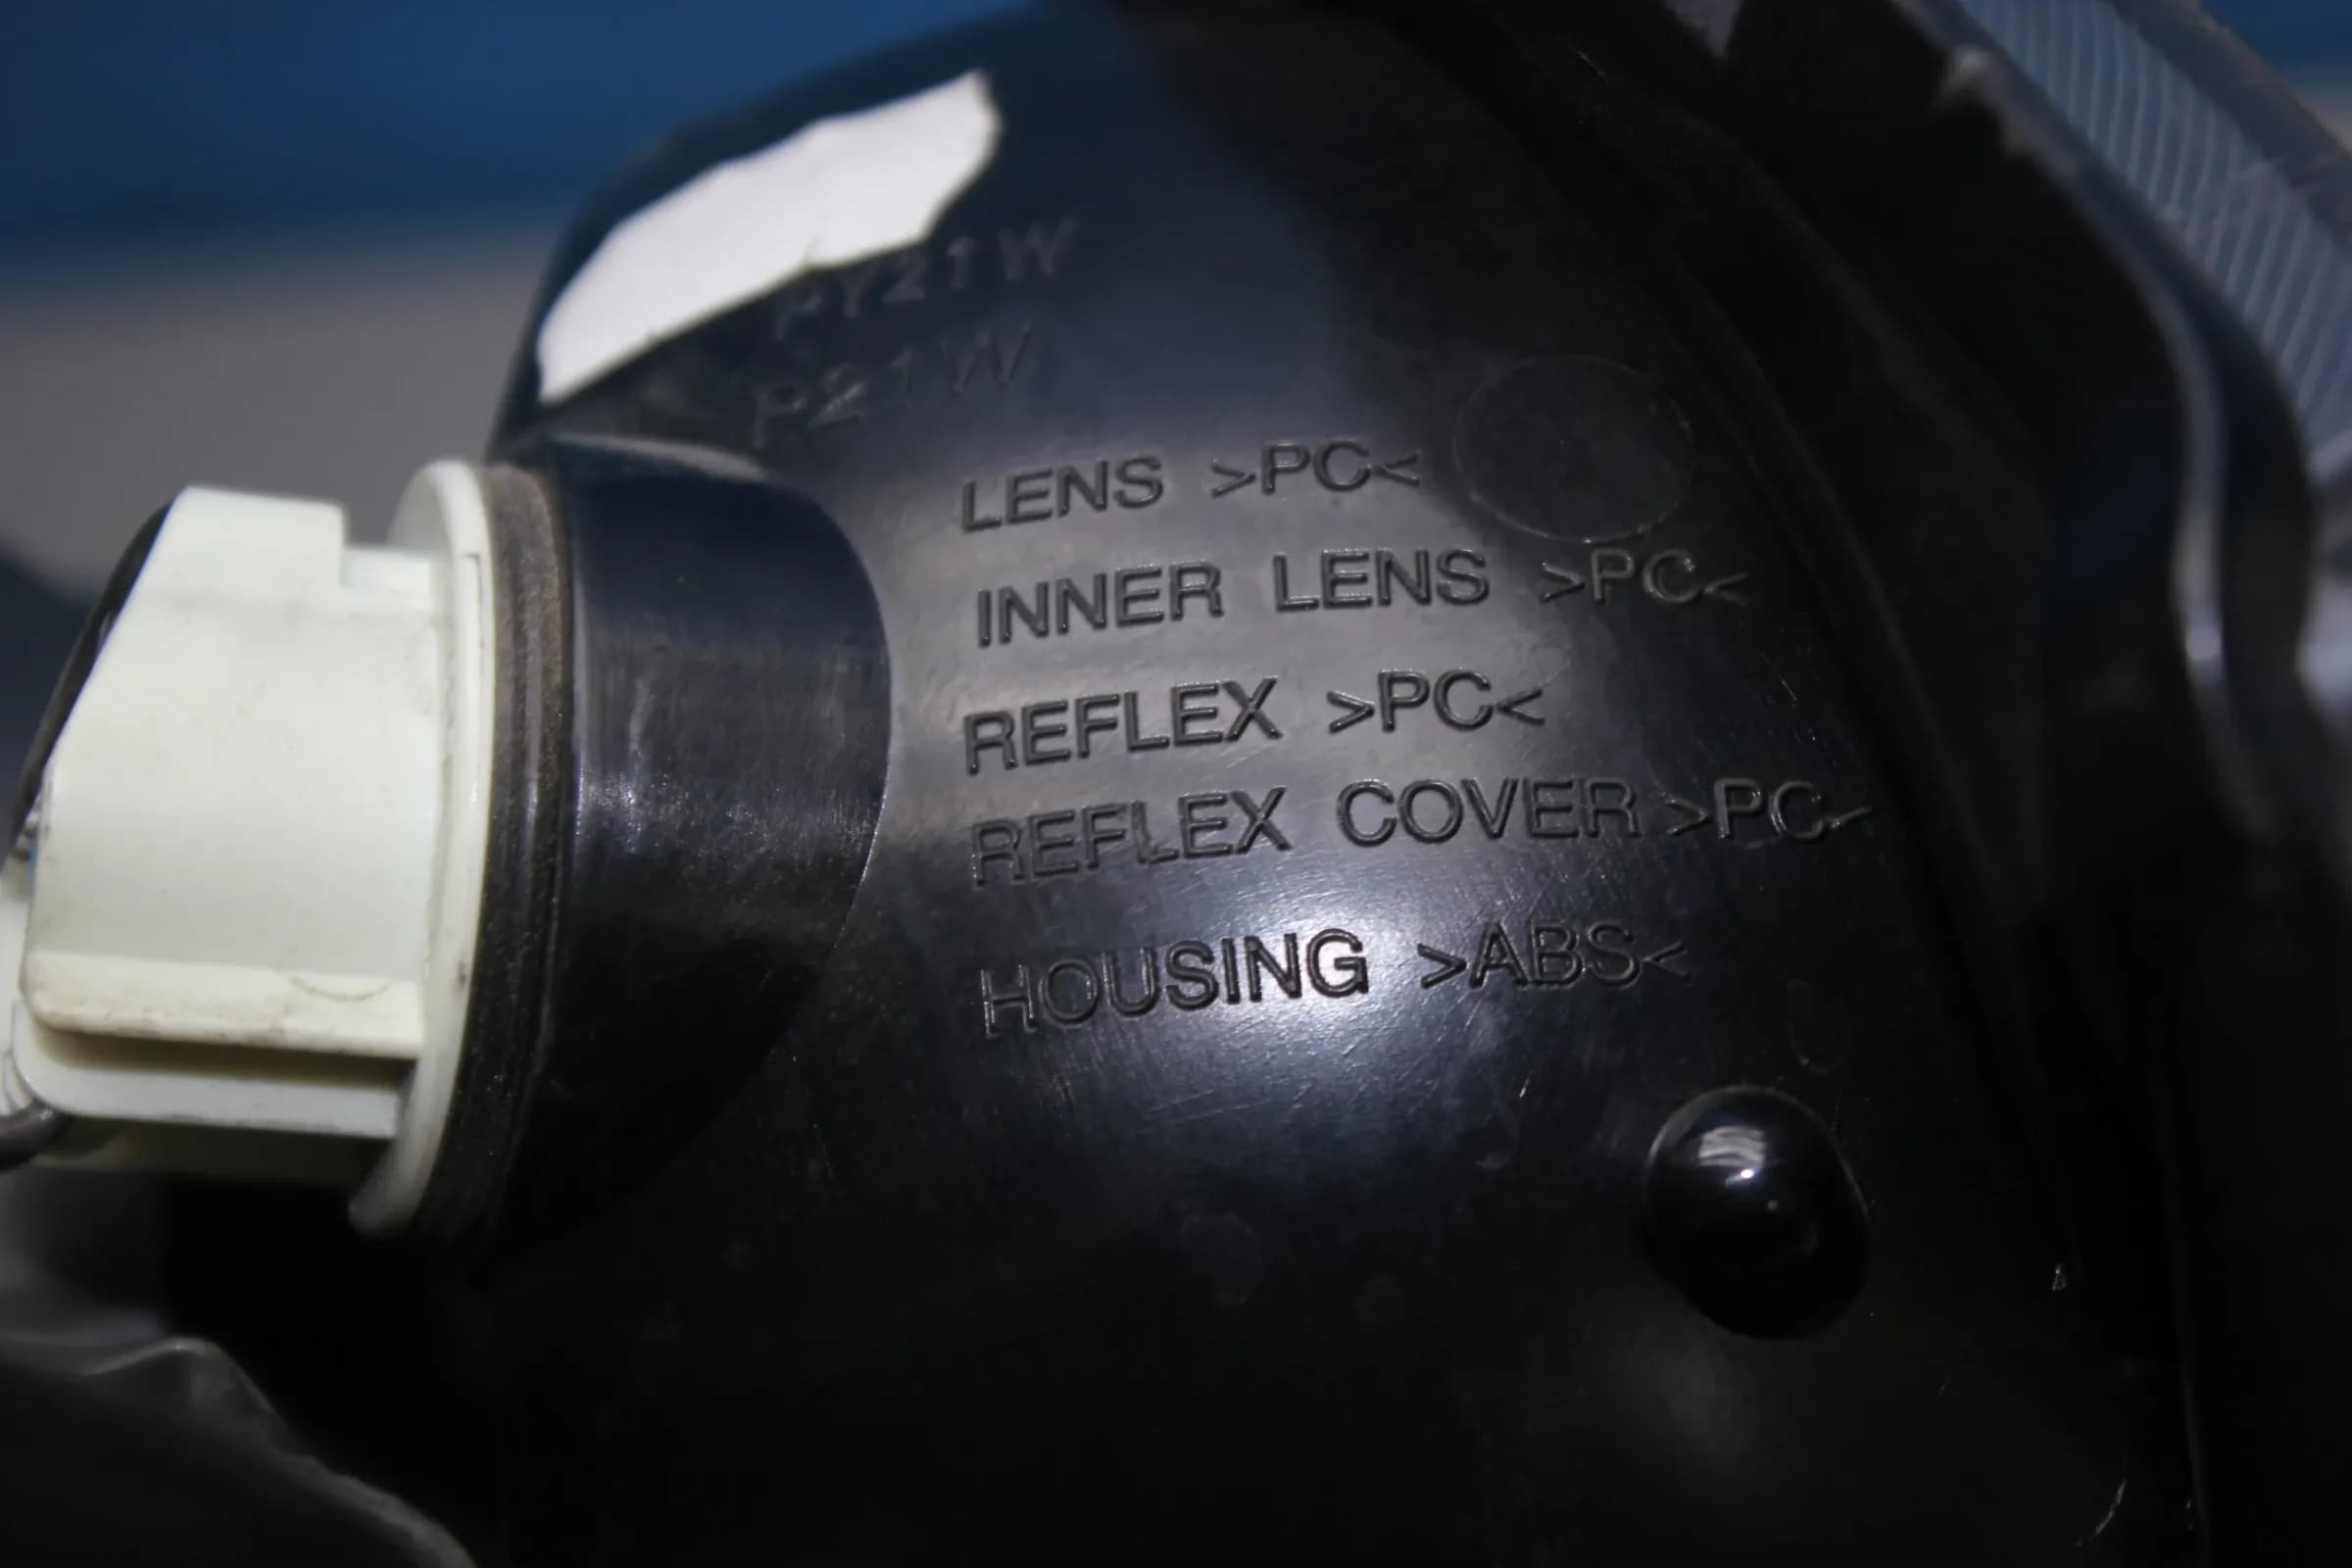 PY21W
P21W
LENS >PC<
INNER LENS >PC<
REFLEX >PC<
REFLEX COVER >PC<
HOUSING >ABS<